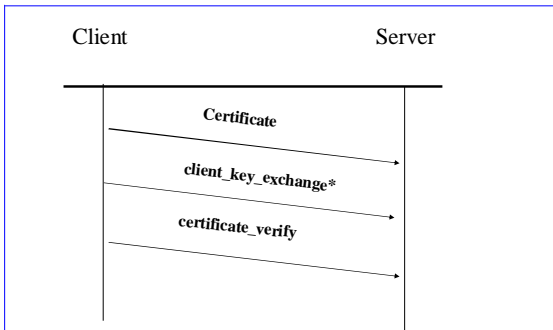 Client Server
Certificate
client_key_exchange*
certificate_verify